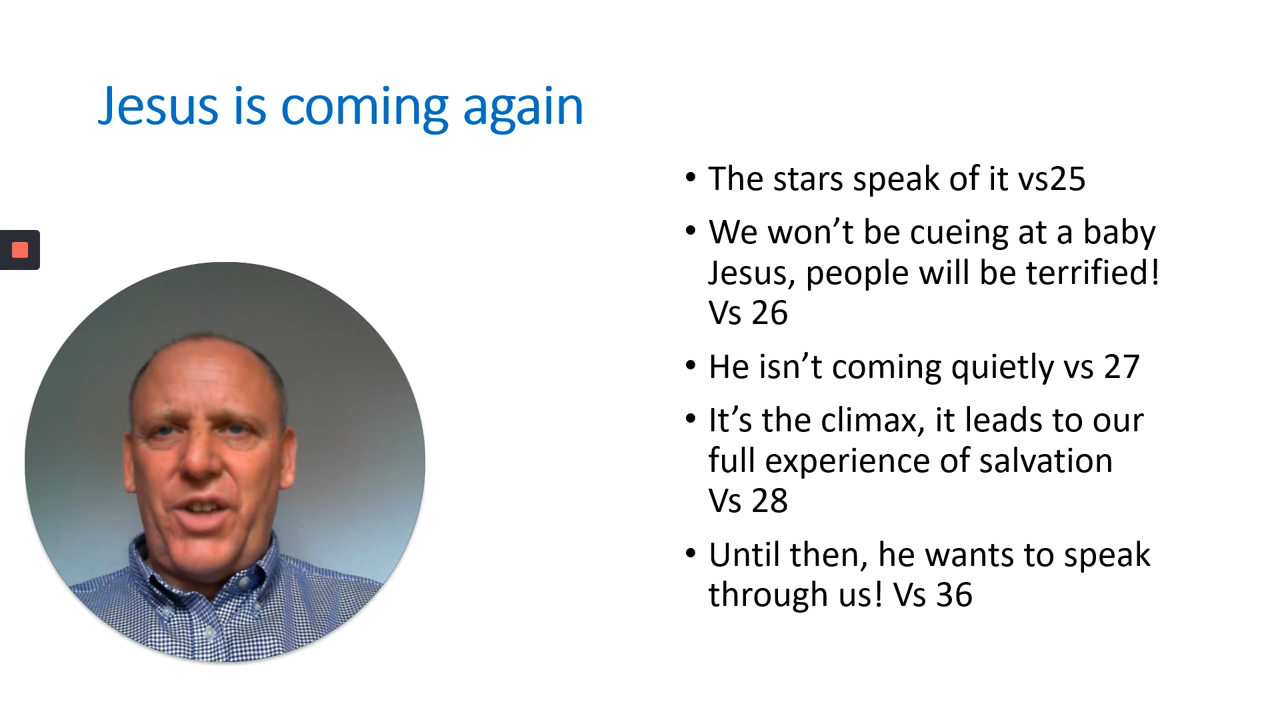 Jesus is coming again
• The stars speak of it vs25
• We won’t be cueing at a baby
Jesus, people will be terrified!
Vs 26
• He isn’t coming quietly vs 27
• It’s the climax, it leads to our
full experience of salvation
Vs 28
• Until then, he wants to speak
through us! Vs 36